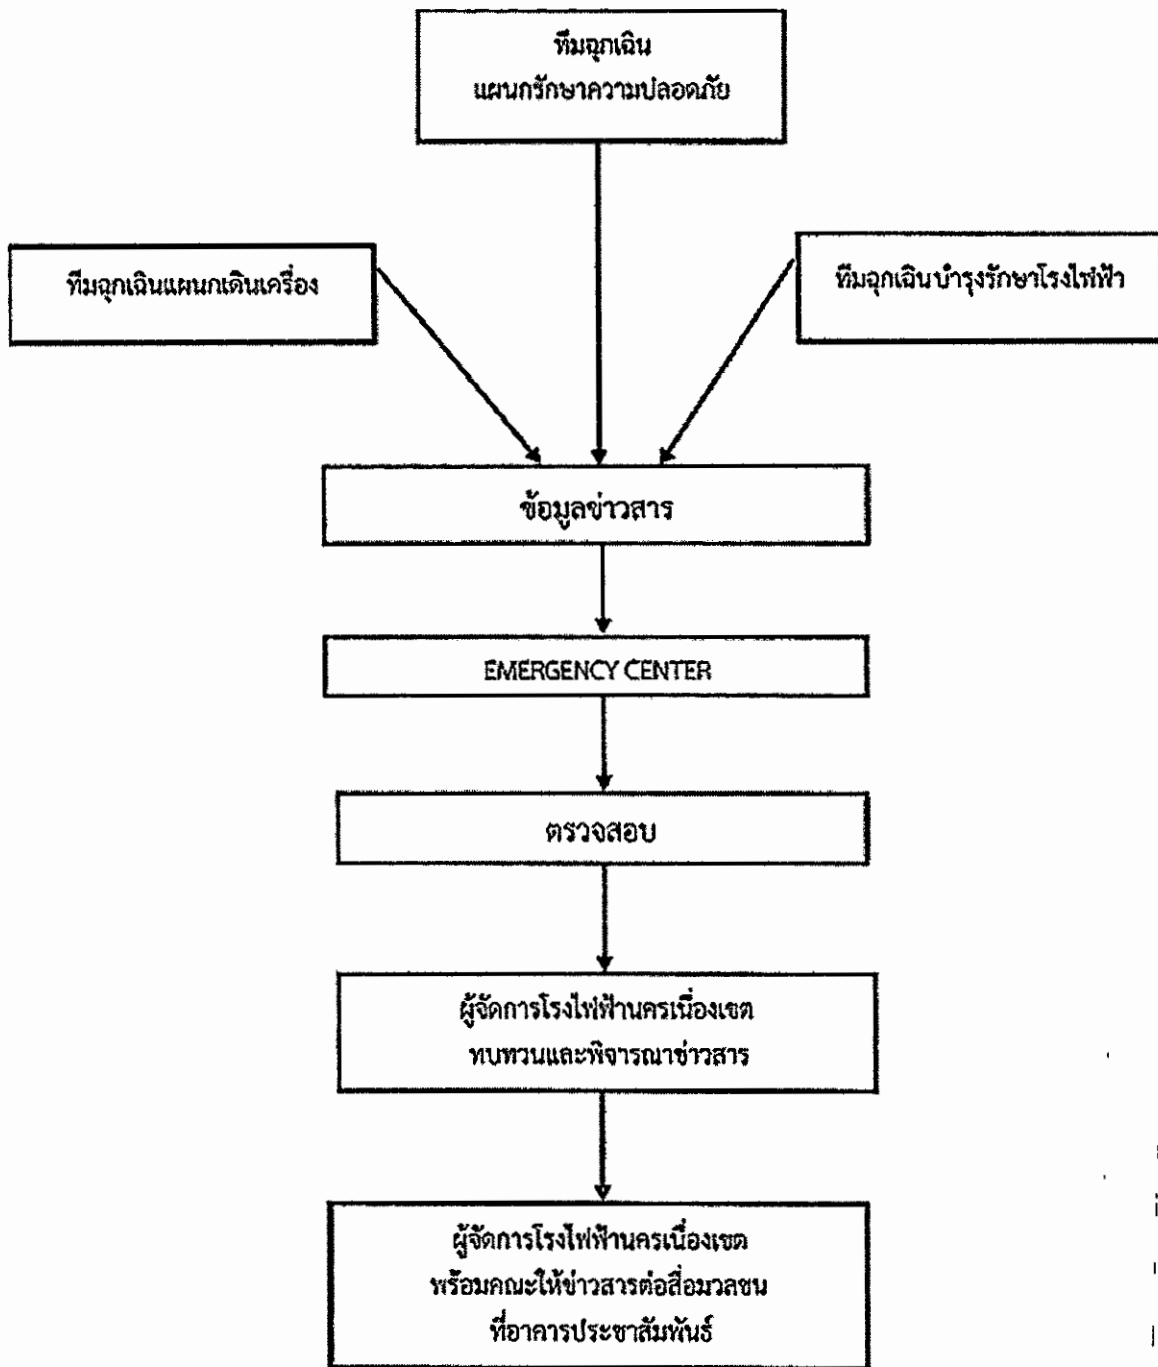 ทีมฉุกเฉิน
แผนกรักษาความปลอดภัย
ทีมฉุกเฉินแผนกเดินเครื่อง
ทีมฉุกเฉินบำรุงรักษาโรงไฟฟ้า
ข้อมูลข่าวสาร
EMERGENCY CENTER
ตรวจสอบ
ผู้จัดการโรงไฟฟ้านครเนื่องเขต
ทบทวนและพิจารณาข่าวสาร
ผู้จัดการโรงไฟฟ้านครเนื่องเขต
พร้อมคณะให้ข่าวสารต่อสื่อมวลชน
ที่อาคารประชาสัมพันธ์